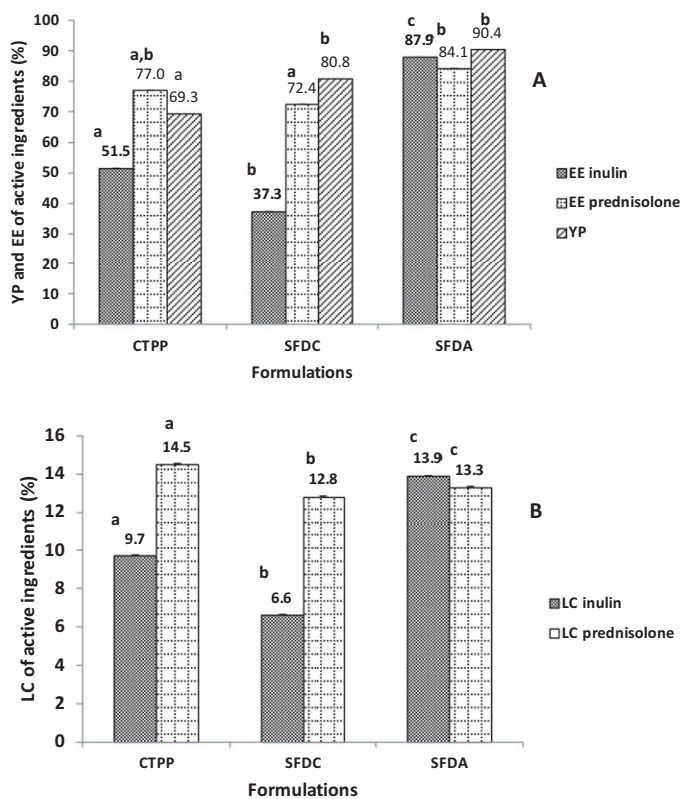 YP and EE of active ingredients (%)
100
90
80
70
60
50
40
30
20
10
0
a
51.5
a,b
77.0
a
69.3
b
37.3
a
72.4
b
80.8
c
87.9
b
84.1
b
90.4
A
EE inulin
EE prednisolone
YP
CTPP
SFDC
SFDA
Formulations
LC of active ingredients (%)
16
14
12
10
8
6
4
2
0
a
9.7
a
14.5
b
6.6
b
12.8
c
13.9
c
13.3
B
LC inulin
LC prednisolone
CTPP
SFDC
SFDA
Formulations